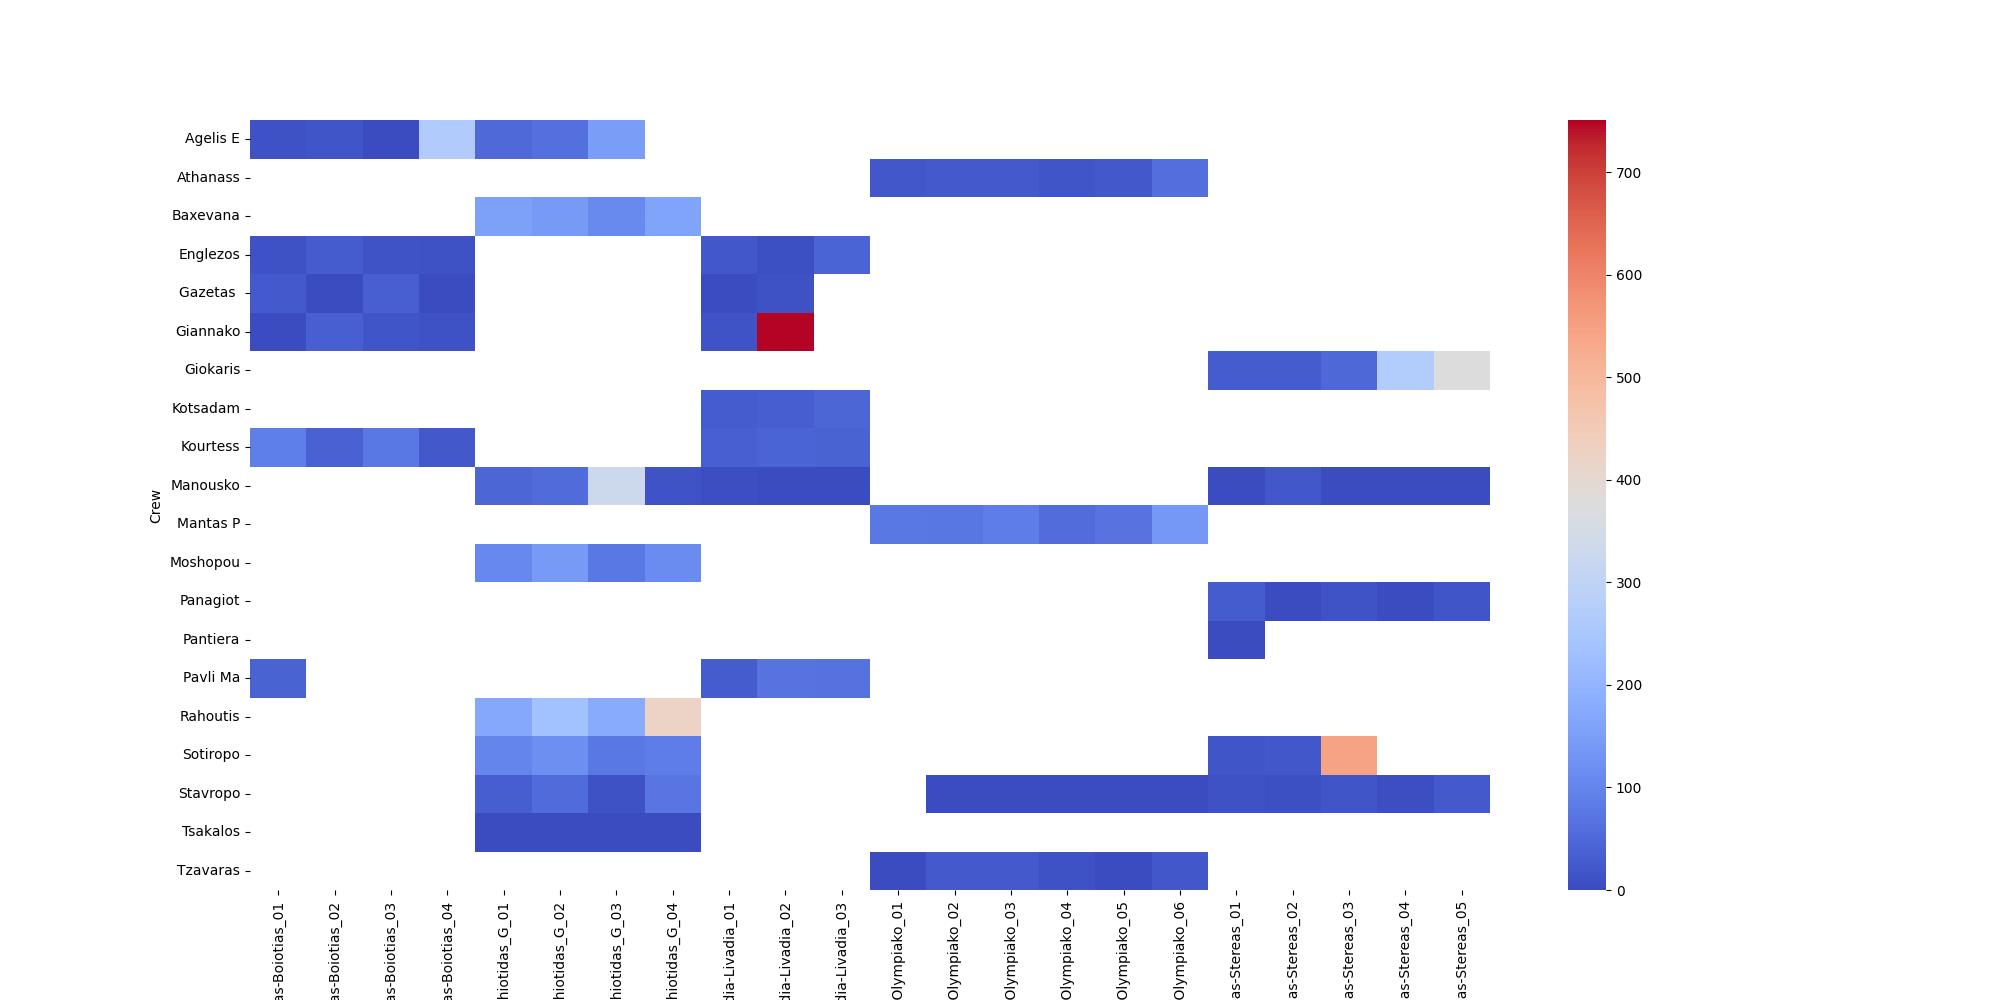 Agelis E
Athanass
Baxevana
Englezos
Gazetas
Giannako
Giokaris
Kotsadam
Kourtess
Manousko
Mantas P
Moshopou
Panagiot
Pantiera
Pavli Ma
Rahoutis
Sotiropo
Stavropo
Tsakalos
Tzavaras
Crew
as-Boiotias_01
as-Boiotias_02
as-Boiotias_03
as-Boiotias_04
hiotidas_G_01
hiotidas_G_02
hiotidas_G_03
hiotidas_G_04
dia-Livadia_01
dia-Livadia_02
dia-Livadia_03
Olympiako_01
Olympiako_02
Olympiako_03
Olympiako_04
Olympiako_05
Olympiako_06
as-Stereas_01
as-Stereas_02
as-Stereas_03
as-Stereas_04
as-Stereas_05
700
600
500
400
300
200
100
0